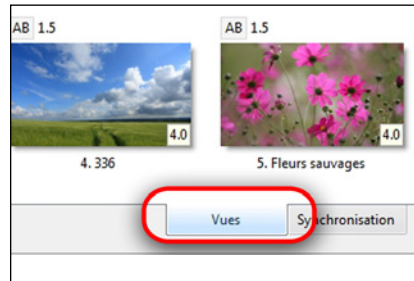 AB 1.5 AB 1.5
4.0 4.0
4. 336 5. Fleurs sauvages
Vues Synchronisation